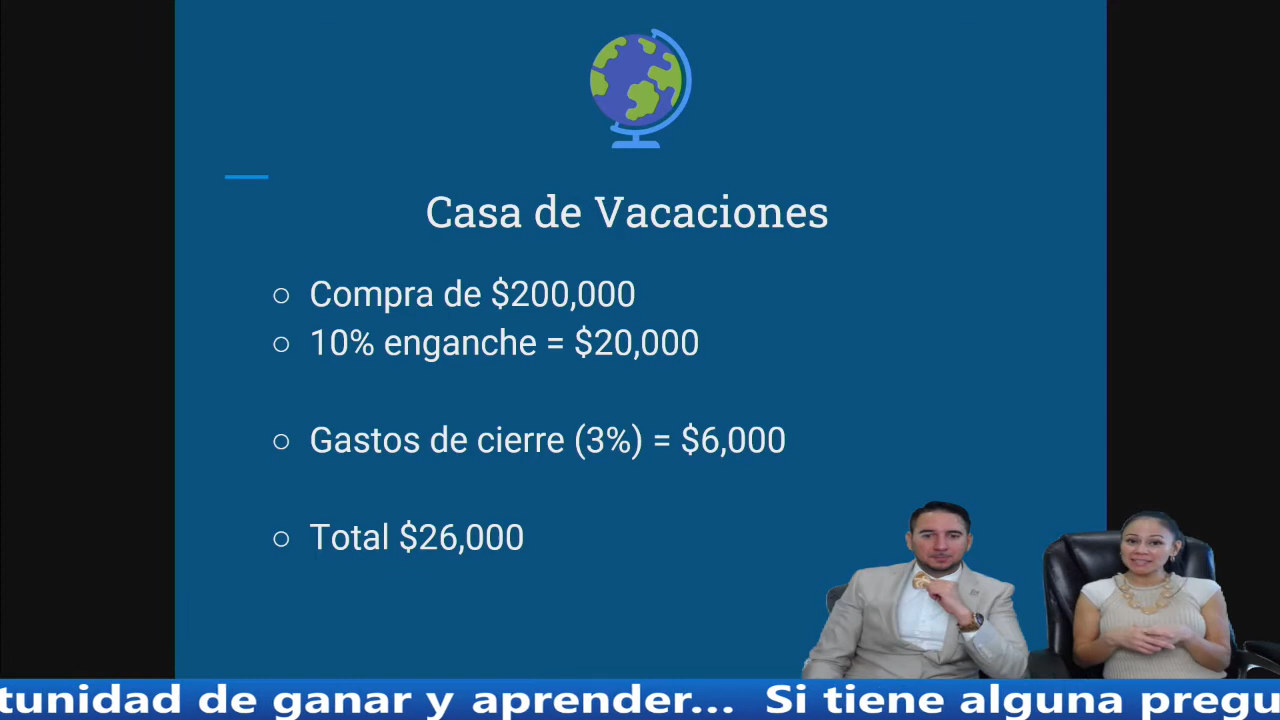 Casa de Vacaciones
○ Compra de $200,000
○ 10% enganche = $20,000
○ Gastos de cierre (3%) = $6,000
○ Total $26,000
tunidad de ganar y aprender... Si tiene alguna pregu